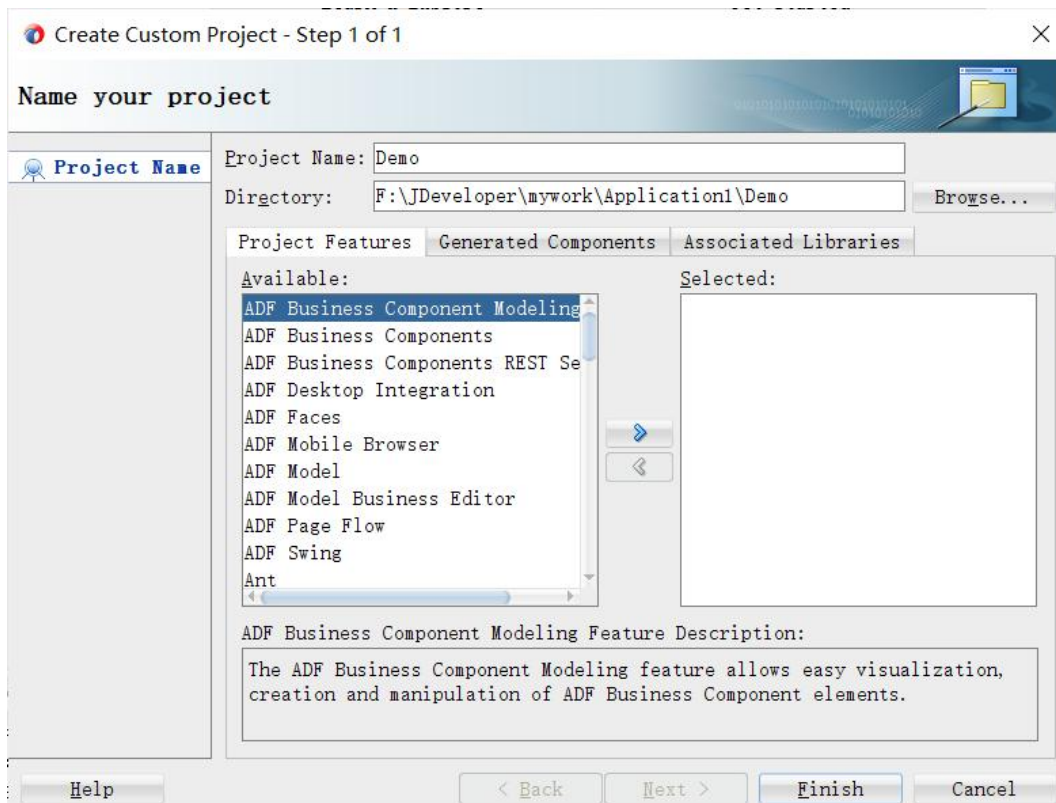 Create Custom Project - Step 1 of 1
Name your project
Project Name
Project Name: Demo
Directory: F:\JDeveloper\mywork\Application1\Demo Browse...
Project Features Generated Components Associated Libraries
Available: Selected:
ADF Business Component Modeling
ADF Business Components
ADF Business Components REST Se
ADF Desktop Integration
ADF Faces
ADF Mobile Browser
ADF Model
ADF Model Business Editor
ADF Page Flow
ADF Swing
Ant
ADF Business Component Modeling Feature Description:
The ADF Business Component Modeling feature allows easy visualization,
creation and manipulation of ADF Business Component elements.
Help < Back Next > Finish Cancel